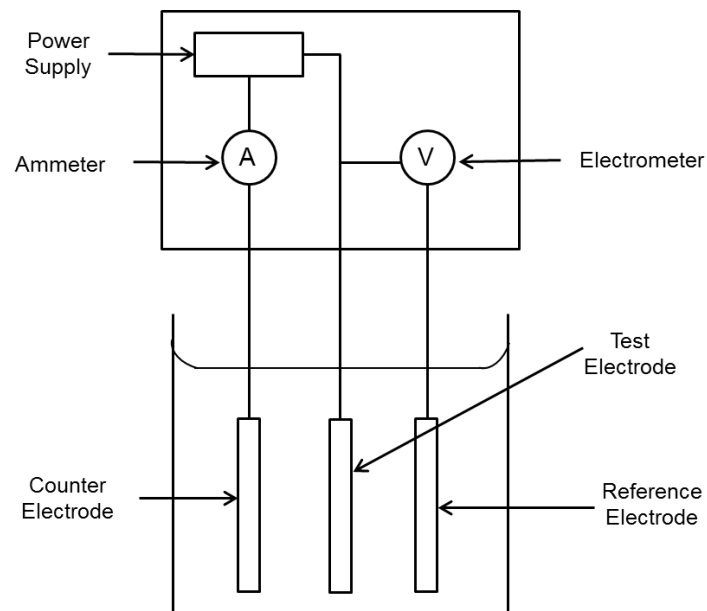 Power
Supply
Ammeter
A
V
Electrometer
Test
Electrode
Counter
Electrode
Reference
Electrode